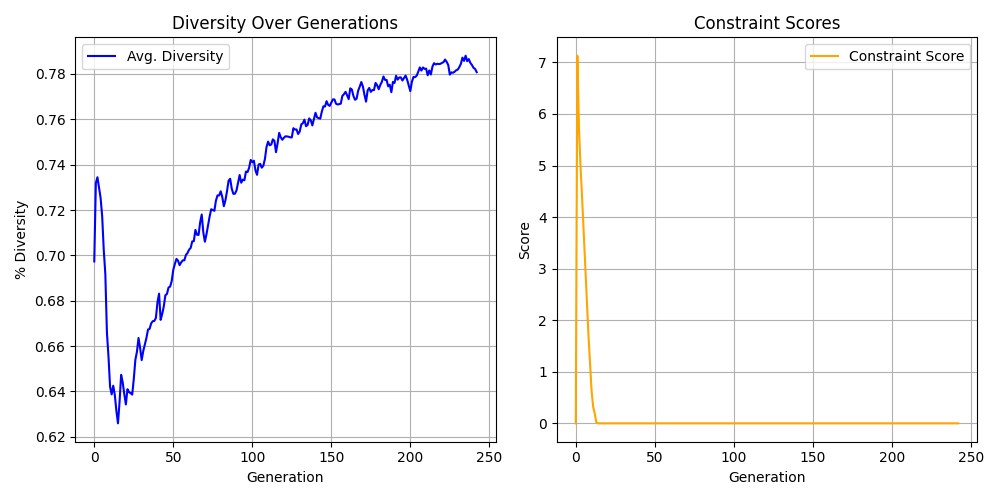 Diversity Over Generations
Avg. Diversity
% Diversity
0.78
0.76
0.74
0.72
0.70
0.68
0.66
0.64
0.62
0 50 100 150 200 250
Generation
Constraint Scores
Constraint Score
Score
7
6
5
4
3
2
1
0
0 50 100 150 200 250
Generation